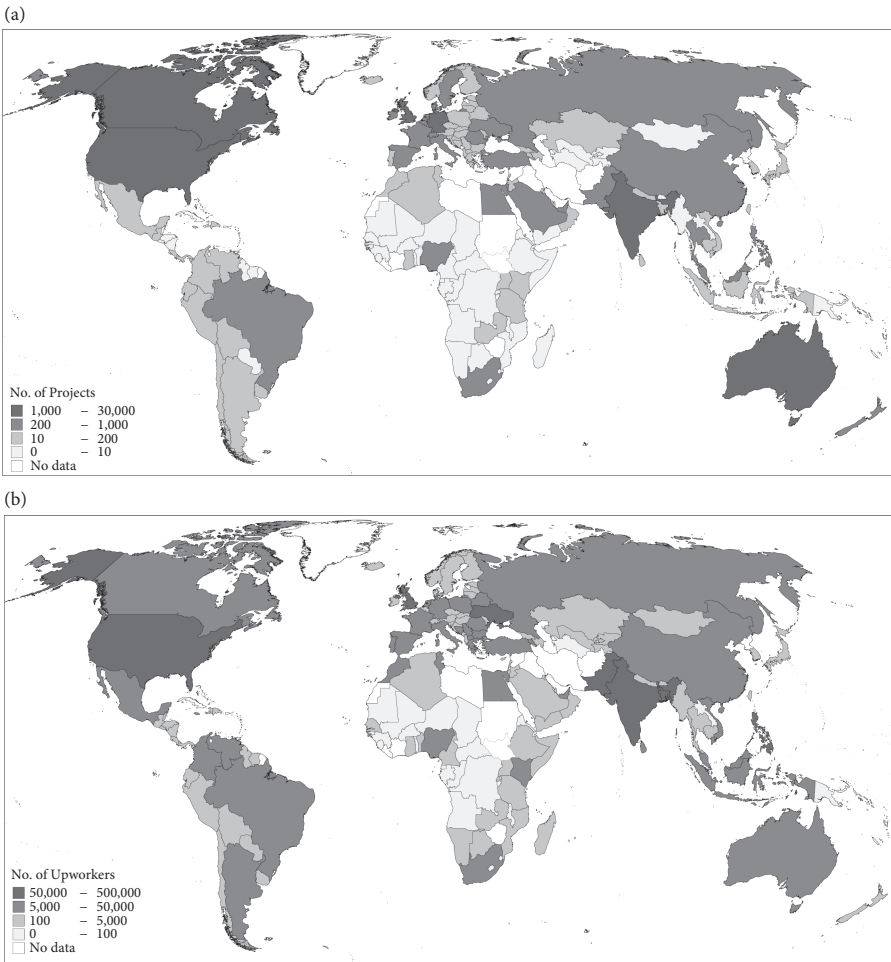 (a)
No. of Projects
1,000 – 30,000
200 – 1,000
10 – 200
0 – 10
No data
(b)
No. of Upworkers
50,000 – 500,000
5,000 – 50,000
100 – 5,000
0 – 100
No data